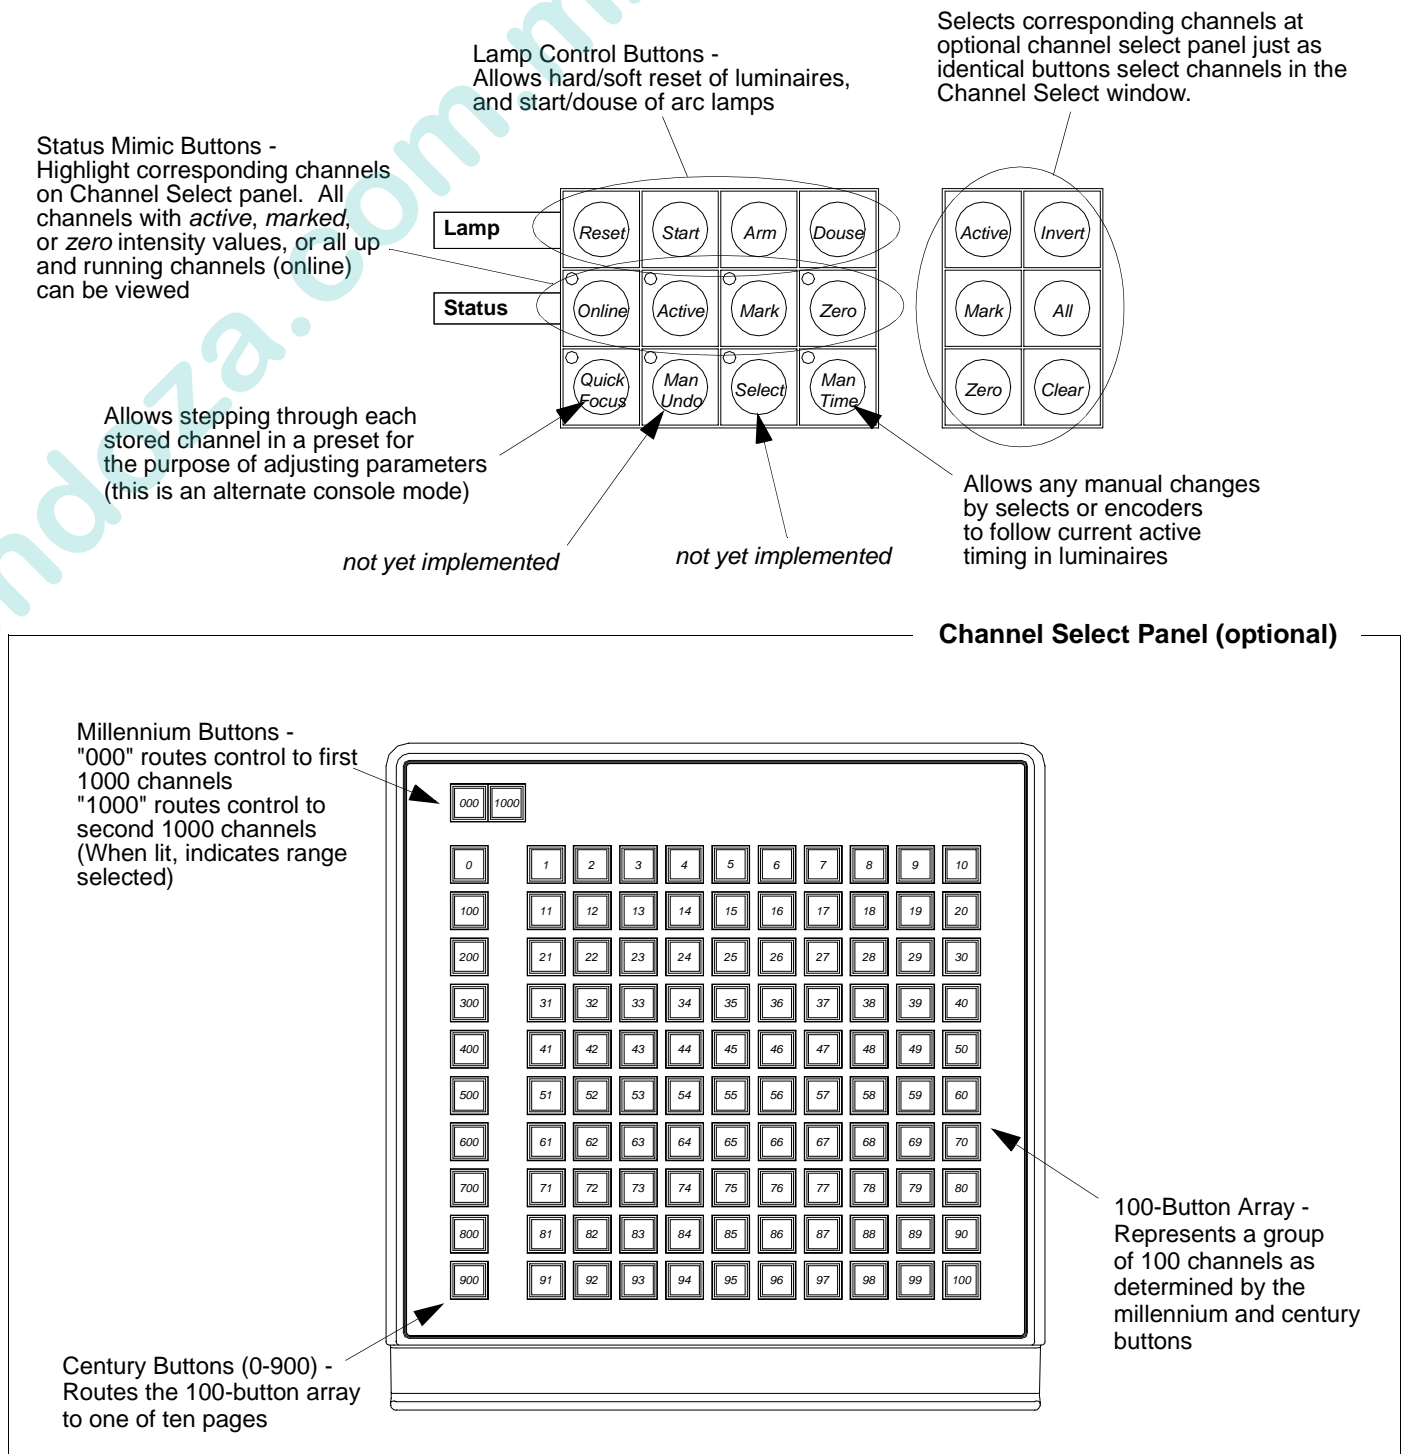 Selects corresponding channels at
optional channel select panel just as
identical buttons select channels in the
Channel Select window.
Lamp Control Buttons -
Allows hard/soft reset of luminaires,
and start/douse of arc lamps
Status Mimic Buttons -
Highlight corresponding channels
on Channel Select panel. All
channels with active, marked,
or zero intensity values, or all up
and running channels (online)
can be viewed
Lamp
Reset Start Arm Douse
Active Invert
Status
Online Active Mark Zero
Mark All
Quick Focus Man Undo Select Man Time
Zero Clear
Allows stepping through each
stored channel in a preset for
the purpose of adjusting parameters
(this is an alternate console mode)
not yet implemented
not yet implemented
Allows any manual changes
by selects or encoders
to follow current active
timing in luminaires
Channel Select Panel (optional)
Millennium Buttons -
"000" routes control to first
1000 channels
"1000" routes control to
second 1000 channels
(When lit, indicates range
selected)
000 1000
0 1 2 3 4 5 6 7 8 9 10
100 11 12 13 14 15 16 17 18 19 20
200 21 22 23 24 25 26 27 28 29 30
300 31 32 33 34 35 36 37 38 39 40
400 41 42 43 44 45 46 47 48 49 50
500 51 52 53 54 55 56 57 58 59 60
600 61 62 63 64 65 66 67 68 69 70
700 71 72 73 74 75 76 77 78 79 80
800 81 82 83 84 85 86 87 88 89 90
900 91 92 93 94 95 96 97 98 99 100
100-Button Array -
Represents a group
of 100 channels as
determined by the
millennium and century
buttons
Century Buttons (0-900) -
Routes the 100-button array
to one of ten pages
ndoza.com.m